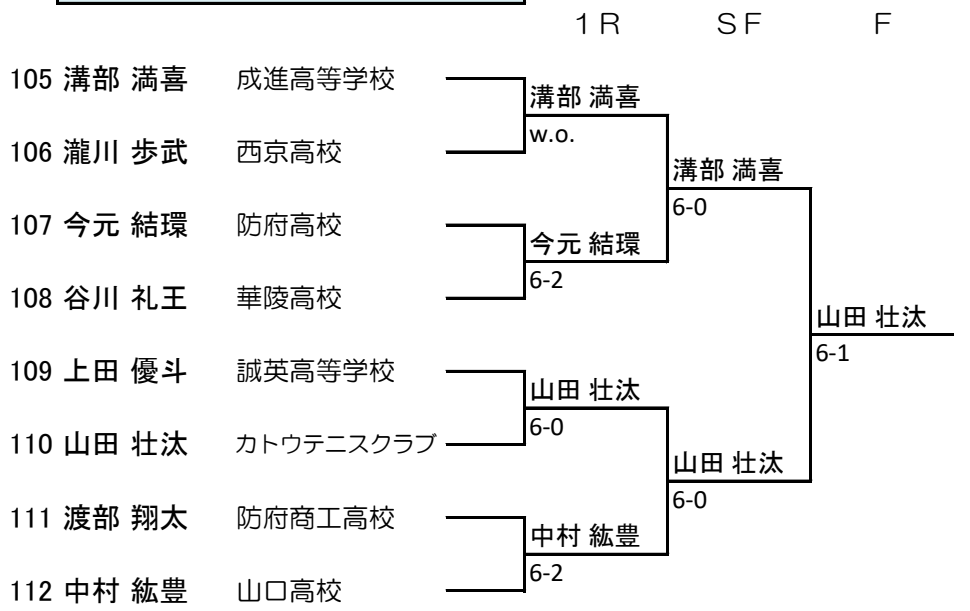 １Ｒ ＳＦ Ｆ
105 溝部 満喜 成進高等学校
溝部 満喜
w.o.
106 瀧川 歩武 西京高校
溝部 満喜
6-0
107 今元 結環 防府高校
今元 結環
6-2
108 谷川 礼王 華陵高校
山田 壮汰
6-1
109 上田 優斗 誠英高等学校
山田 壮汰
6-0
110 山田 壮汰 カトウテニスクラブ
山田 壮汰
6-0
111 渡部 翔太 防府商工高校
中村 紘豊
6-2
112 中村 紘豊 山口高校